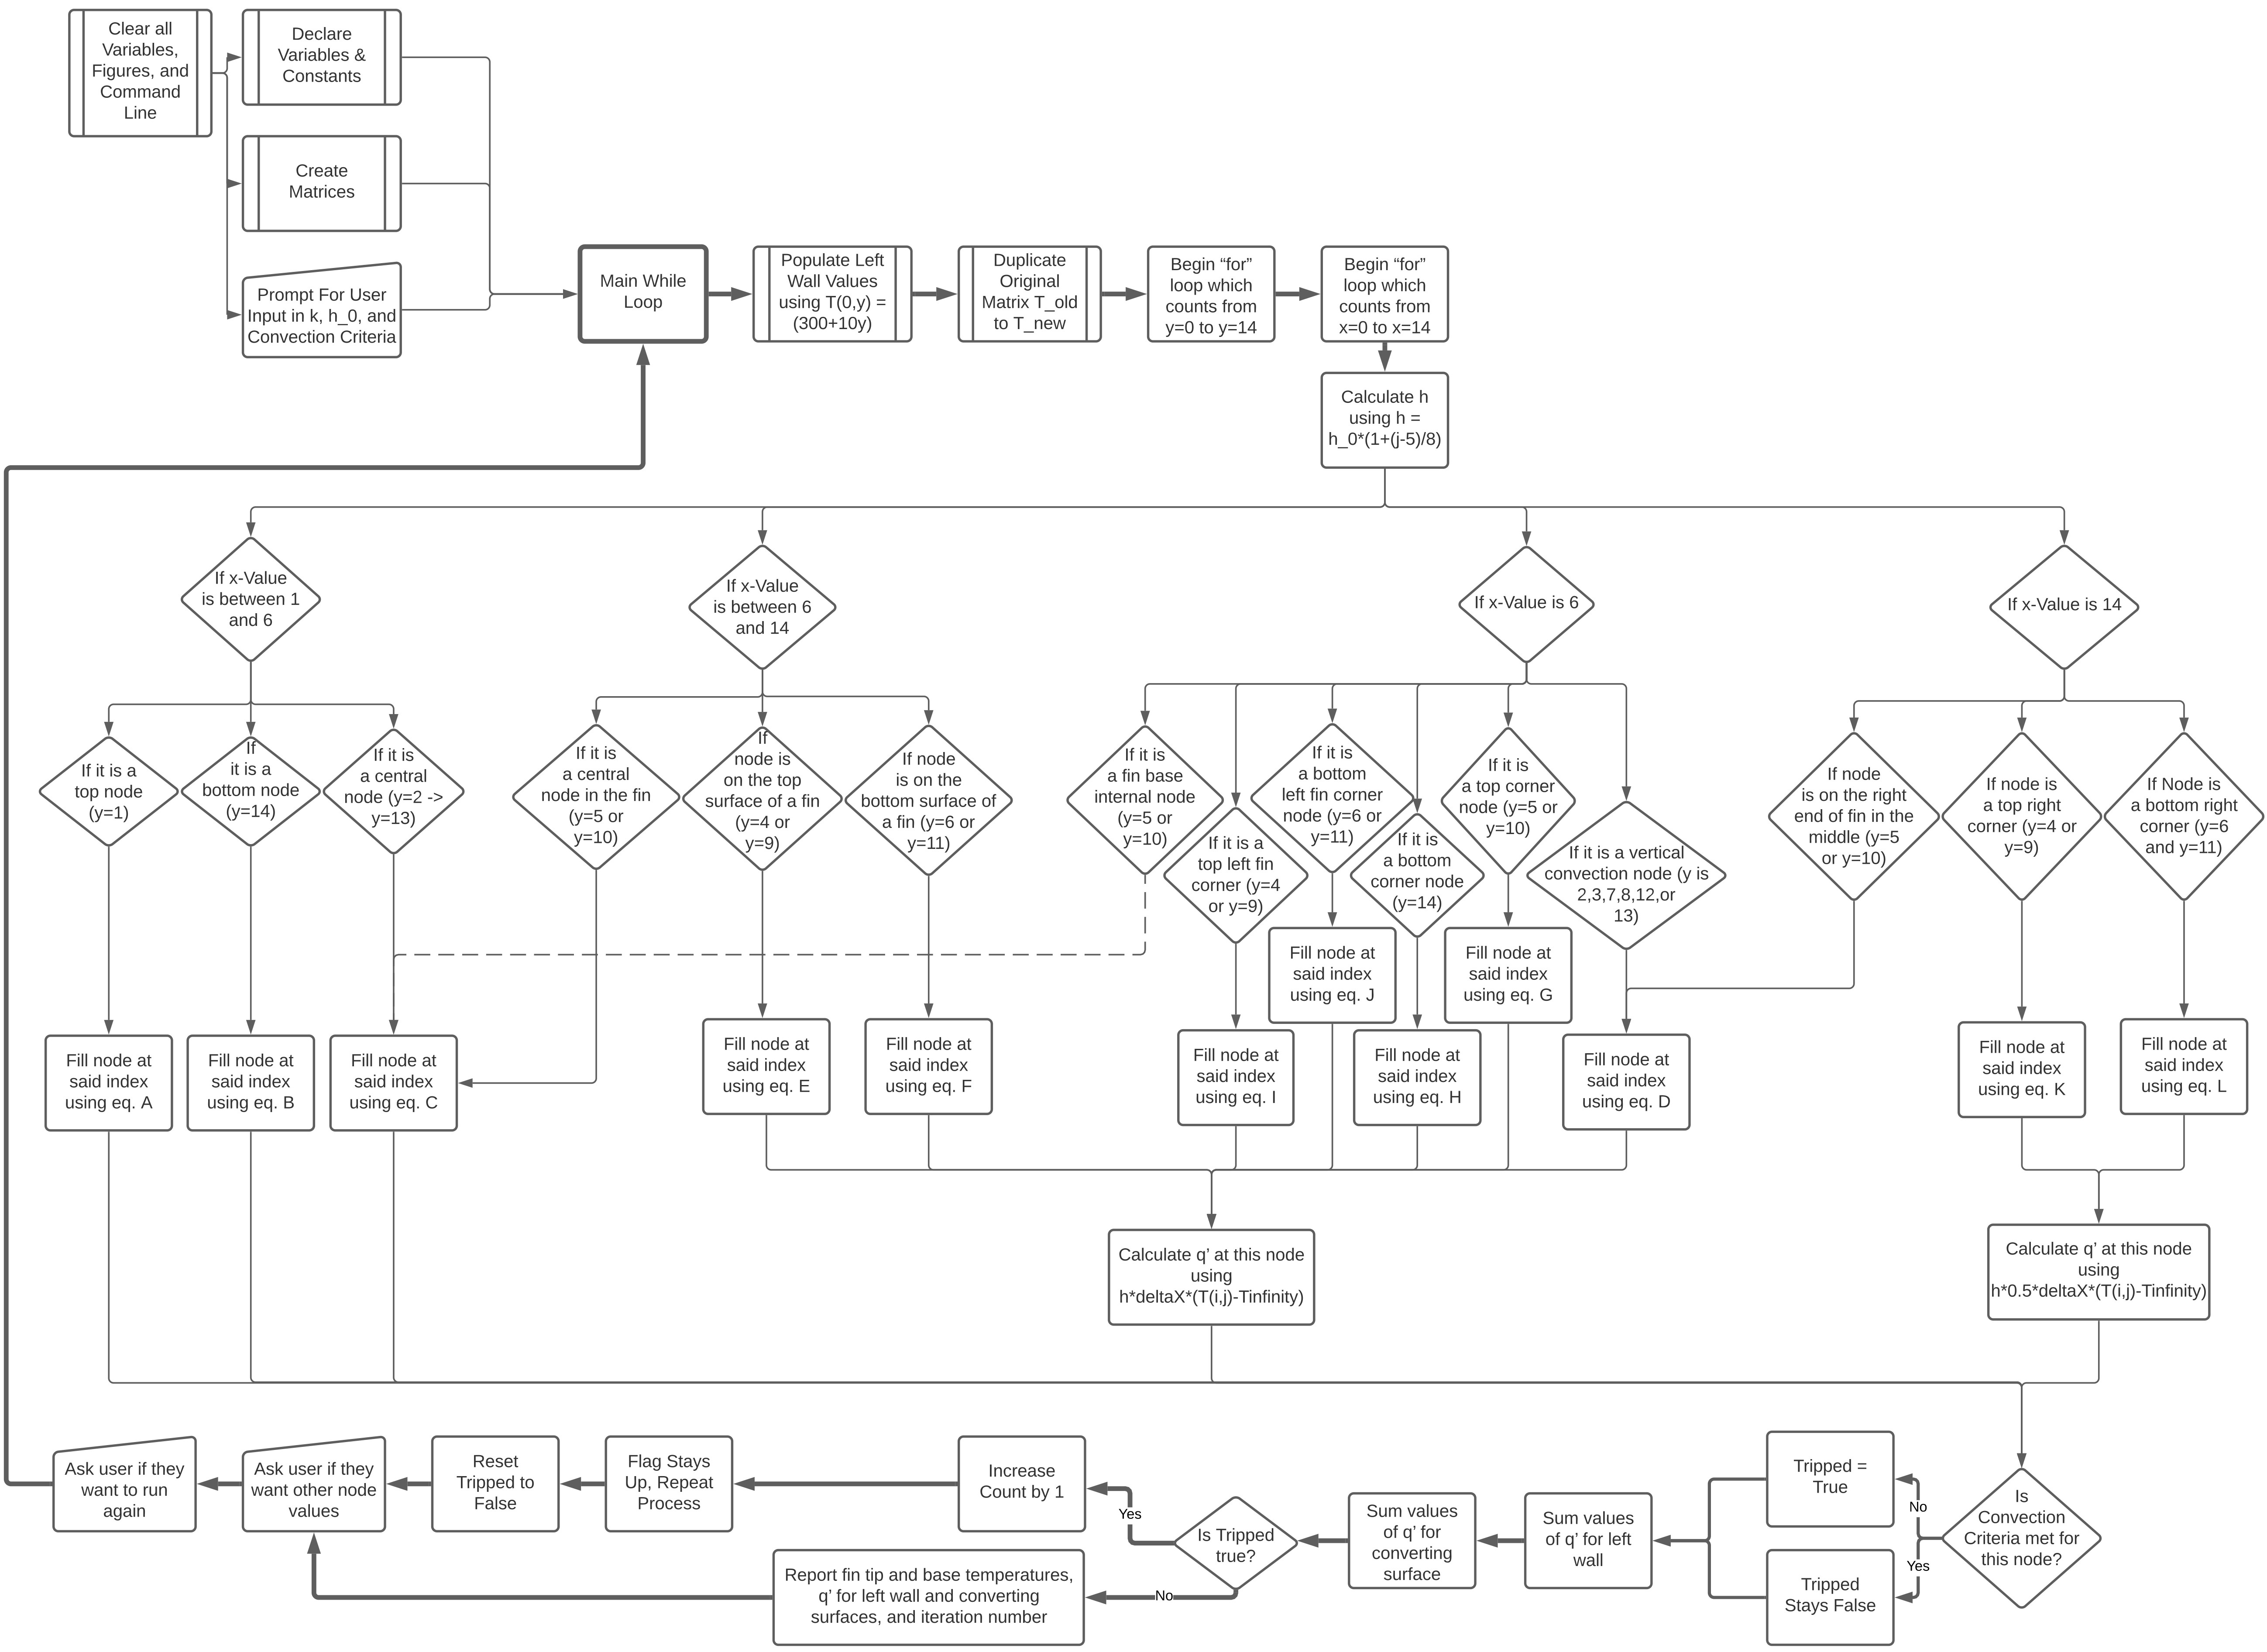 Clear all
Variables,
Figures, and
Command
Line
Declare
Variables &
Constants
Create
Matrices
Prompt For User
Input in k, h_0, and
Convection Criteria
Main While
Loop
Populate Left
Wall Values
using T(0,y) =
(300+10y)
Duplicate
Original
Matrix T_old
to T_new
Begin “for”
loop which
counts from
y=0 to y=14
Begin “for”
loop which
counts from
x=0 to x=14
Calculate h
using h =
h_0*(1+(j-5)/8)
If x-Value
is between 1
and 6
If x-Value
is between 6
and 14
If x-Value is 6
If x-Value is 14
If it is a
top node
(y=1)
If
it is a
bottom node
(y=14)
If it is
a central
node (y=2 ->
y=13)
If it is
a central
node in the fin
(y=5 or
y=10)
If
node is
on the top
surface of a fin
(y=4 or
y=9)
If node
is on the
bottom surface of
a fin (y=6 or
y=11)
If it is
a fin base
internal node
(y=5 or
y=10)
If it is a
top left fin
corner (y=4
or y=9)
If it is
a bottom
left fin corner
node (y=6 or
y=11)
If it is
a bottom
corner node
(y=14)
If it is
a top corner
node (y=5 or
y=10)
If it is a vertical
convection node (y is
2,3,7,8,12,or
13)
If node
is on the right
end of fin in the
middle (y=5
or y=10)
If node is
a top right
corner (y=4 or
y=9)
If Node is
a bottom right
corner (y=6
and y=11)
Fill node at
said index
using eq. A
Fill node at
said index
using eq. B
Fill node at
said index
using eq. C
Fill node at
said index
using eq. E
Fill node at
said index
using eq. F
Fill node at
said index
using eq. I
Fill node at
said index
using eq. J
Fill node at
said index
using eq. H
Fill node at
said index
using eq. G
Fill node at
said index
using eq. D
Fill node at
said index
using eq. K
Fill node at
said index
using eq. L
Calculate q’ at this node
using
h*deltaX*(T(i,j)-Tinfinity)
Calculate q’ at this node
using
h*0.5*deltaX*(T(i,j)-Tinfinity)
Is
Convection
Criteria met for
this node?
No
Yes
Tripped =
True
Tripped
Stays False
Sum values
of q’ for left
wall
Sum values
of q’ for
converting
surface
Is Tripped
true?
Yes
No
Increase
Count by 1
Flag Stays
Up, Repeat
Process
Reset
Tripped to
False
Ask user if they
want other node
values
Ask user if they
want to run
again
Report fin tip and base temperatures,
q’ for left wall and converting
surfaces, and iteration number